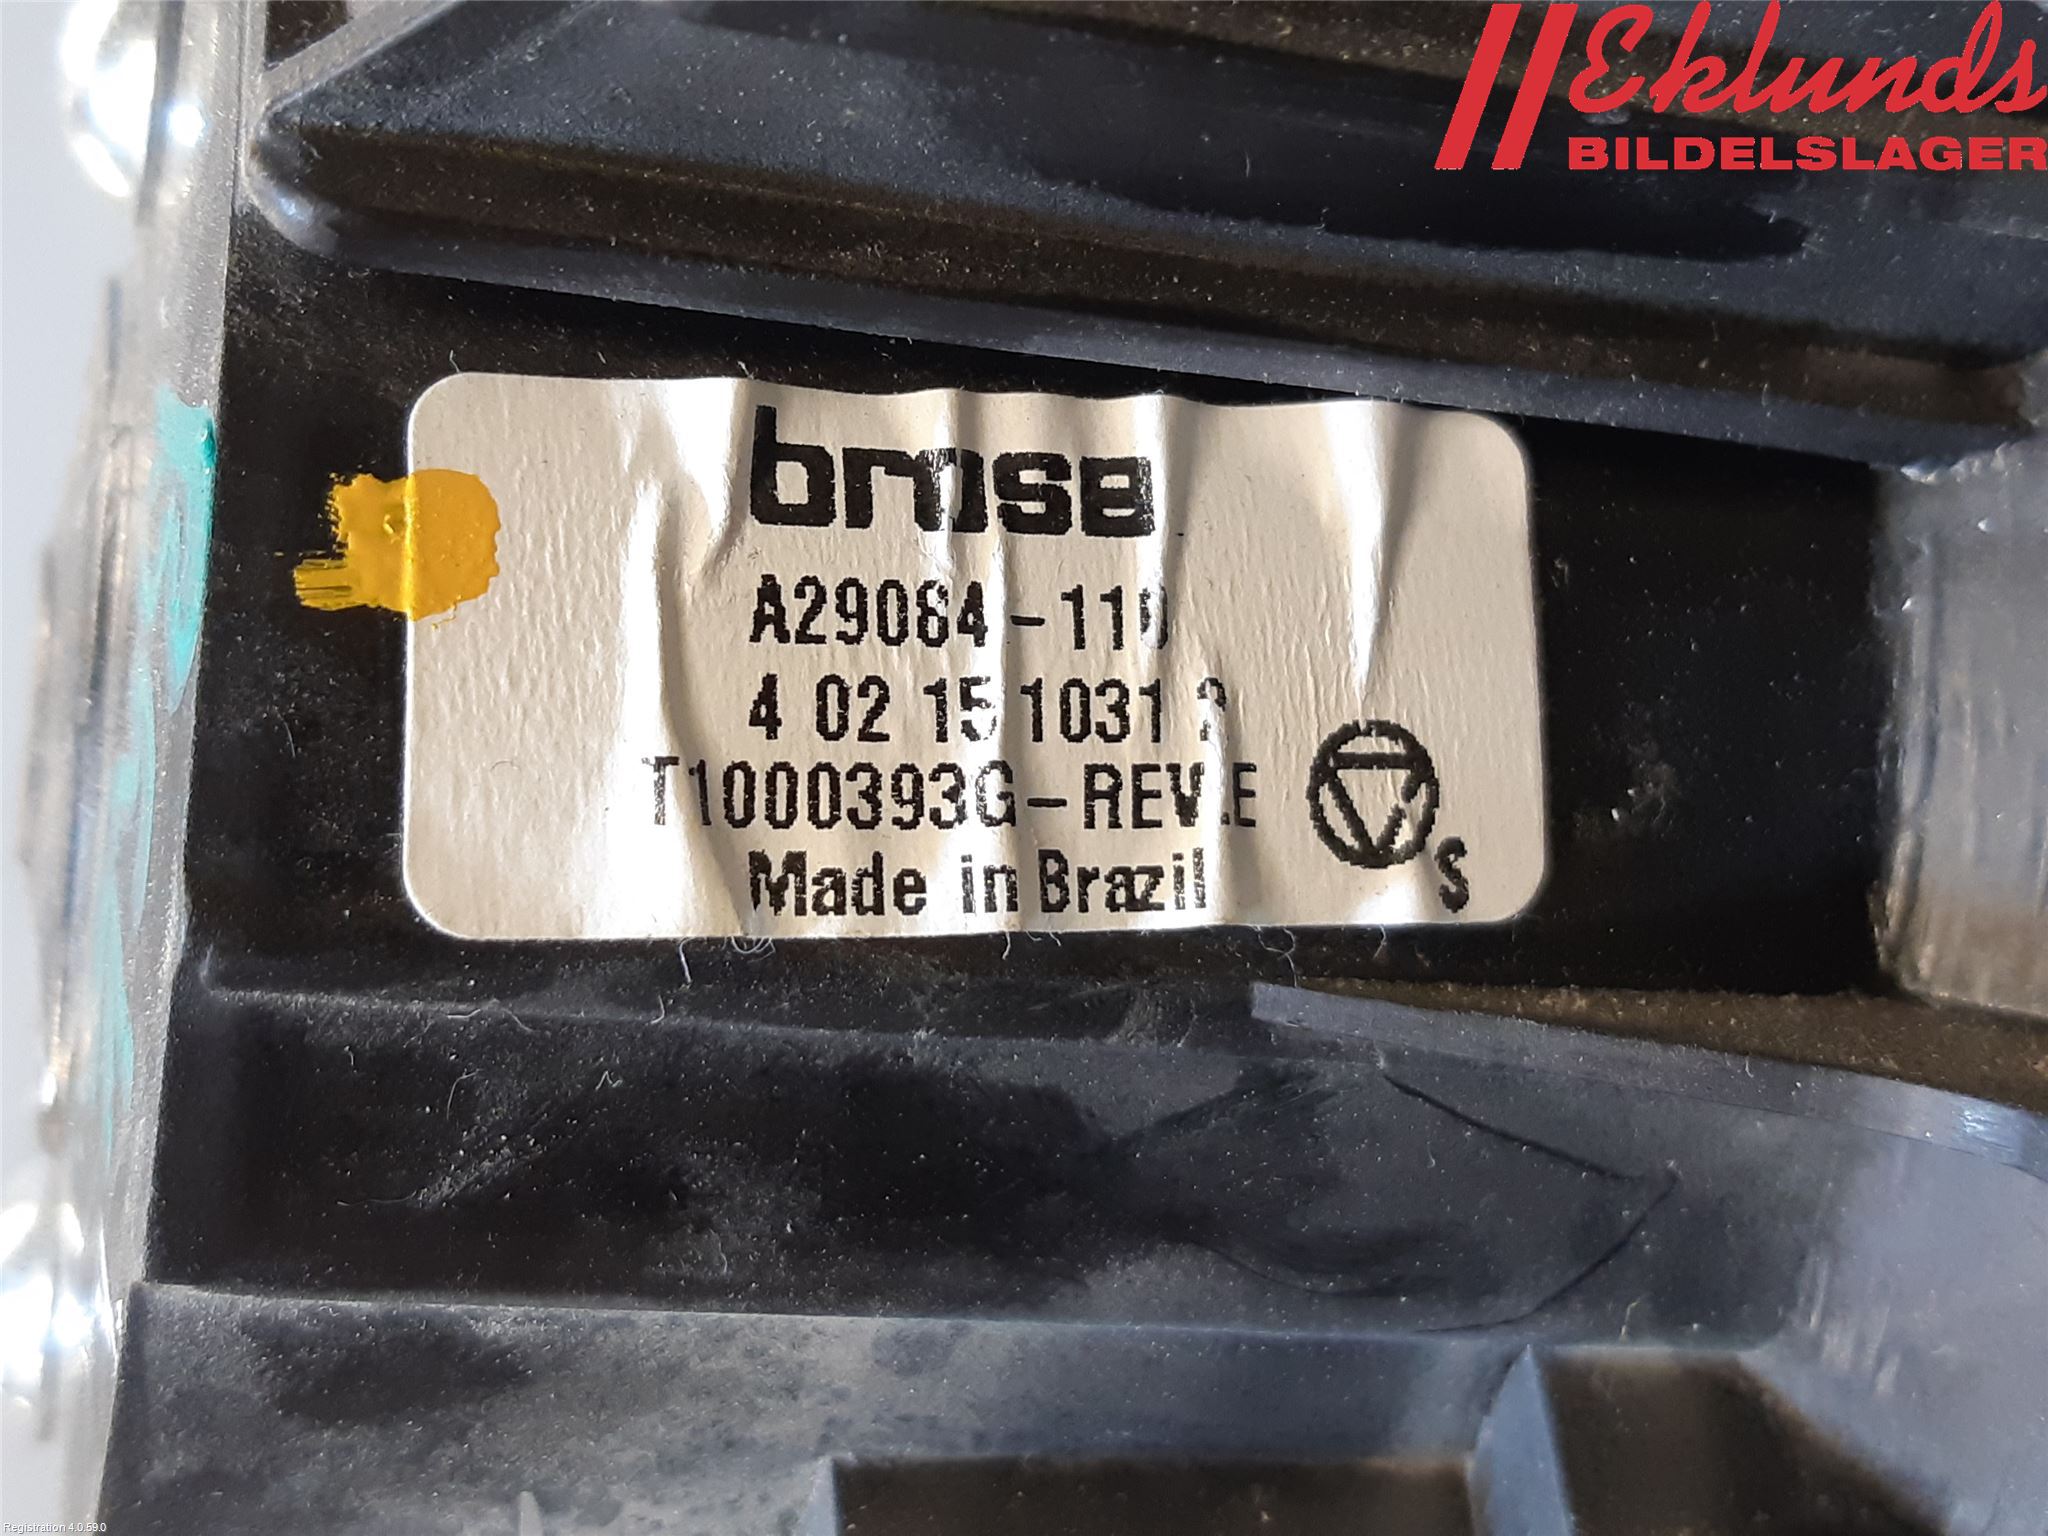 Eklunds
BILDELSLAGER
brose
A29084-110
4 02 15 1031
T1000393G-REV.E
Made in Brazil
S
Registration 4.0.59.0